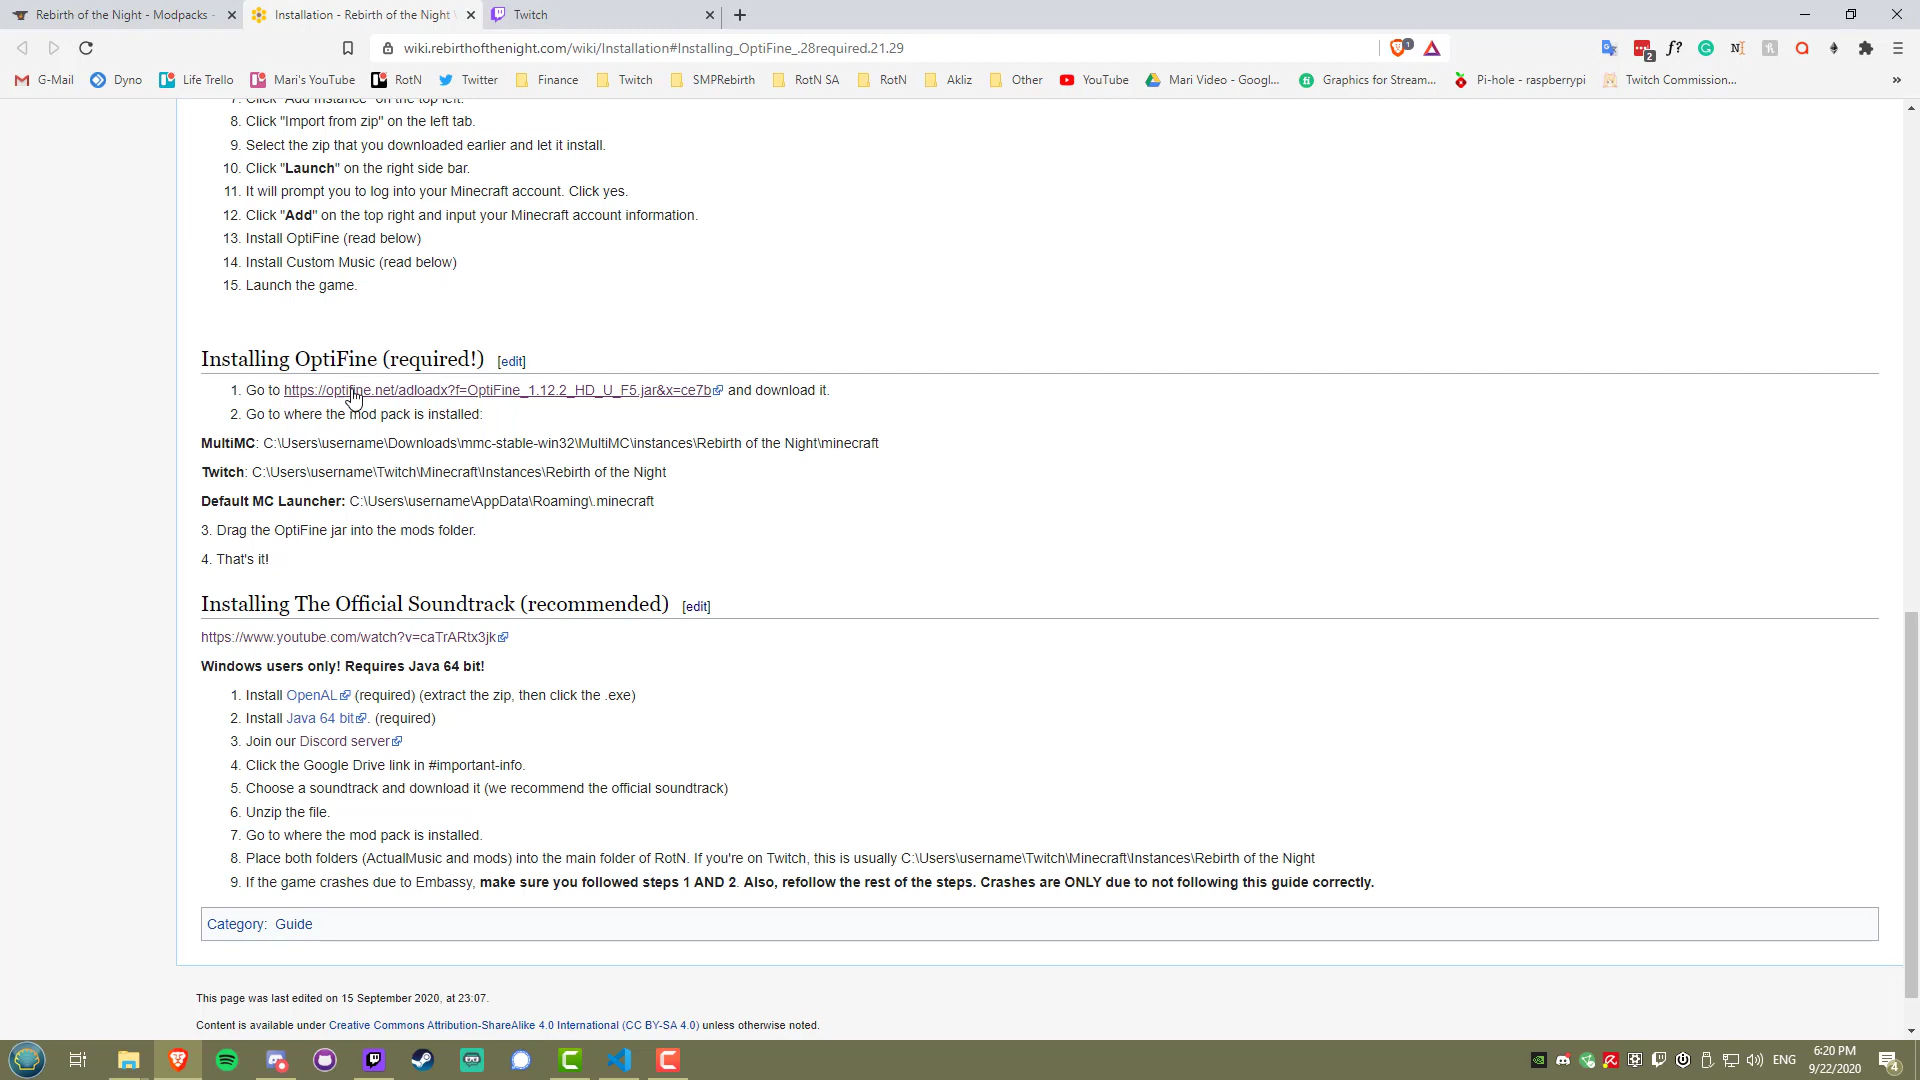 Rebirth of the Night - Modpacks -
Installation - Rebirth of the Night
Twitch
wiki.rebirthofthenight.com/wiki/Installation#Installing_OptiFine_.28required.21.29
G-Mail
Dyno
Life Trello
Mari's YouTube
RotN
Twitter
Finance
Twitch
SMPRebirth
RotN SA
RotN
Akliz
Other
YouTube
Mari Video - Googl...
Graphics for Stream...
Pi-hole - raspberrypi
Twitch Commission...
7. Click "Add Instance" on the top left.
8. Click "Import from zip" on the left tab.
9. Select the zip that you downloaded earlier and let it install.
10. Click "Launch" on the right side bar.
11. It will prompt you to log into your Minecraft account. Click yes.
12. Click "Add" on the top right and input your Minecraft account information.
13. Install OptiFine (read below)
14. Install Custom Music (read below)
15. Launch the game.
Installing OptiFine (required!) [edit]
1. Go to https://optifine.net/adloadx?f=OptiFine_1.12.2_HD_U_F5.jar&x=ce7b and download it.
2. Go to where the mod pack is installed:
MultiMC: C:\Users\username\Downloads\mmc-stable-win32\MultiMC\instances\Rebirth of the Night\minecraft
Twitch: C:\Users\username\Twitch\Minecraft\Instances\Rebirth of the Night
Default MC Launcher: C:\Users\username\AppData\Roaming\.minecraft
3. Drag the OptiFine jar into the mods folder.
4. That's it!
Installing The Official Soundtrack (recommended) [edit]
https://www.youtube.com/watch?v=caTrARtx3jk
Windows users only! Requires Java 64 bit!
1. Install OpenAL (required) (extract the zip, then click the .exe)
2. Install Java 64 bit. (required)
3. Join our Discord server
4. Click the Google Drive link in #important-info.
5. Choose a soundtrack and download it (we recommend the official soundtrack)
6. Unzip the file.
7. Go to where the mod pack is installed.
8. Place both folders (ActualMusic and mods) into the main folder of RotN. If you're on Twitch, this is usually C:\Users\username\Twitch\Minecraft\Instances\Rebirth of the Night
9. If the game crashes due to Embassy, make sure you followed steps 1 AND 2. Also, refollow the rest of the steps. Crashes are ONLY due to not following this guide correctly.
Category: Guide
This page was last edited on 15 September 2020, at 23:07.
Content is available under Creative Commons Attribution-ShareAlike 4.0 International (CC BY-SA 4.0) unless otherwise noted.
ENG
6:20 PM
9/22/2020
4